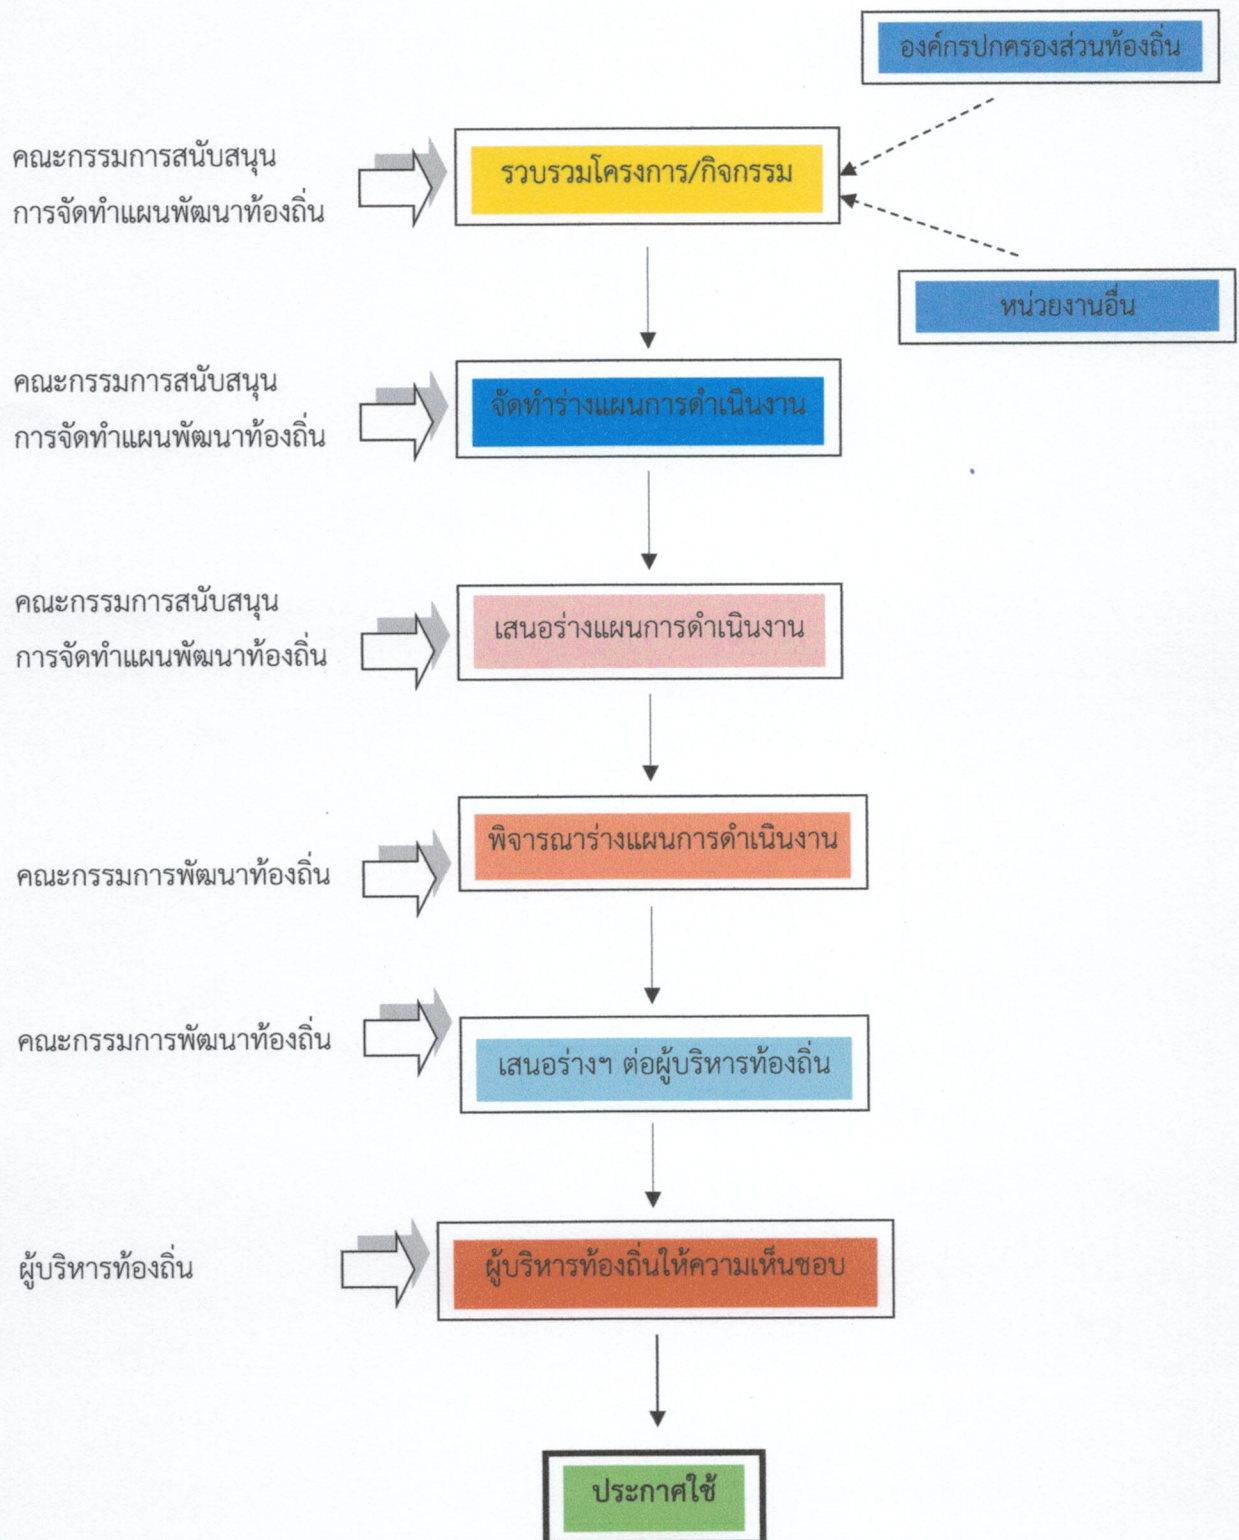 องค์กรปกครองส่วนท้องถิ่น
คณะกรรมการสนับสนุน
การจัดทำแผนพัฒนาท้องถิ่น
รวบรวมโครงการ/กิจกรรม
หน่วยงานอื่น
คณะกรรมการสนับสนุน
การจัดทำแผนพัฒนาท้องถิ่น
จัดทำร่างแผนการดำเนินงาน
คณะกรรมการสนับสนุน
การจัดทำแผนพัฒนาท้องถิ่น
เสนอร่างแผนการดำเนินงาน
คณะกรรมการพัฒนาท้องถิ่น
พิจารณาร่างแผนการดำเนินงาน
คณะกรรมการพัฒนาท้องถิ่น
เสนอร่างฯ ต่อผู้บริหารท้องถิ่น
ผู้บริหารท้องถิ่น
ผู้บริหารท้องถิ่นให้ความเห็นชอบ
ประกาศใช้